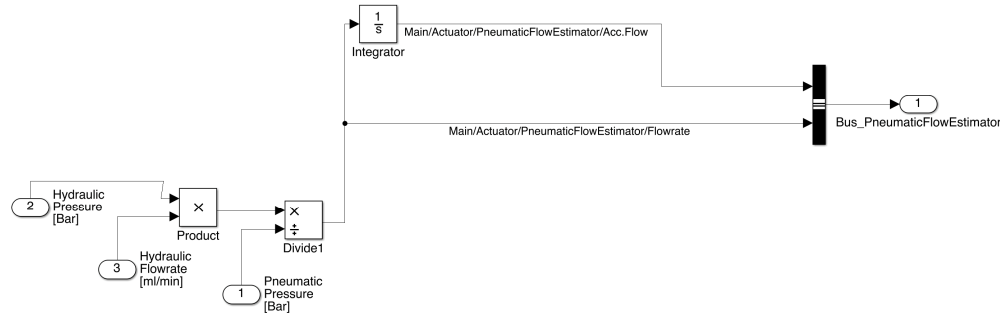 1
s
Integrator
Main/Actuator/PneumaticFlowEstimator/Acc.Flow
1
Bus_PneumaticFlowEstimator
Main/Actuator/PneumaticFlowEstimator/Flowrate
2
Hydraulic
Pressure
[Bar]
×
Product
×
÷
Divide1
3
Hydraulic
Flowrate
[ml/min]
1
Pneumatic
Pressure
[Bar]